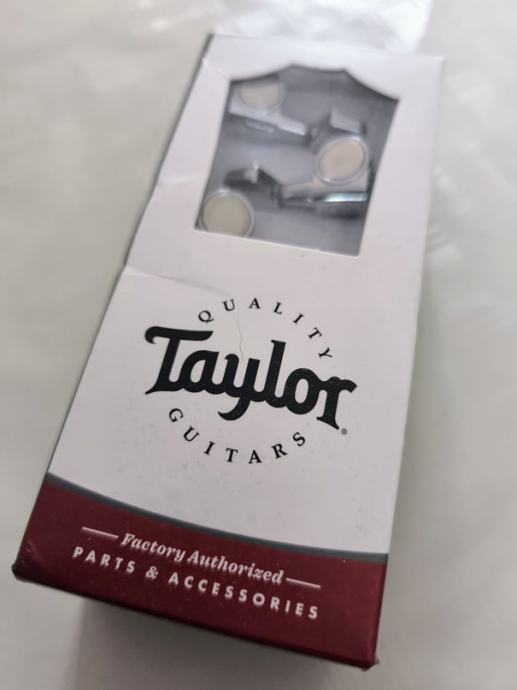 QUALITY
Taylor®
GUITARS
Factory Authorized
PARTS & ACCESSORIES